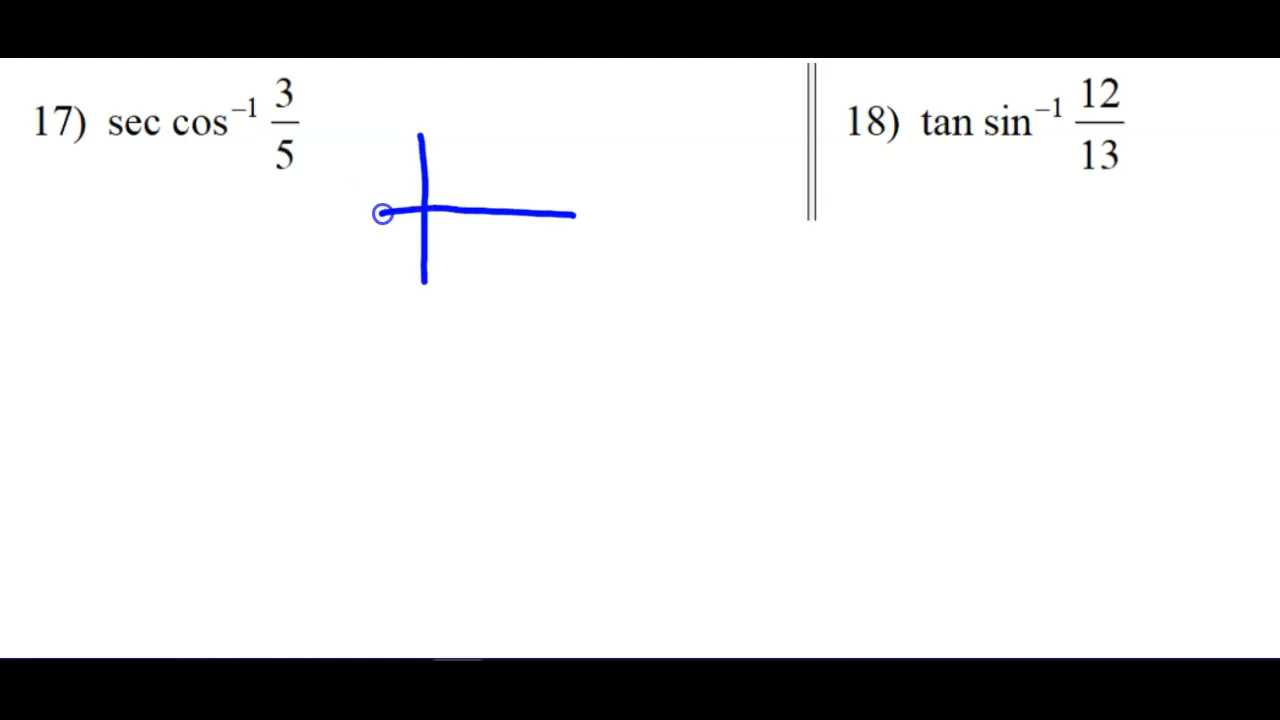 17) sec cos⁻¹ 3/5
18) tan sin⁻¹ 12/13